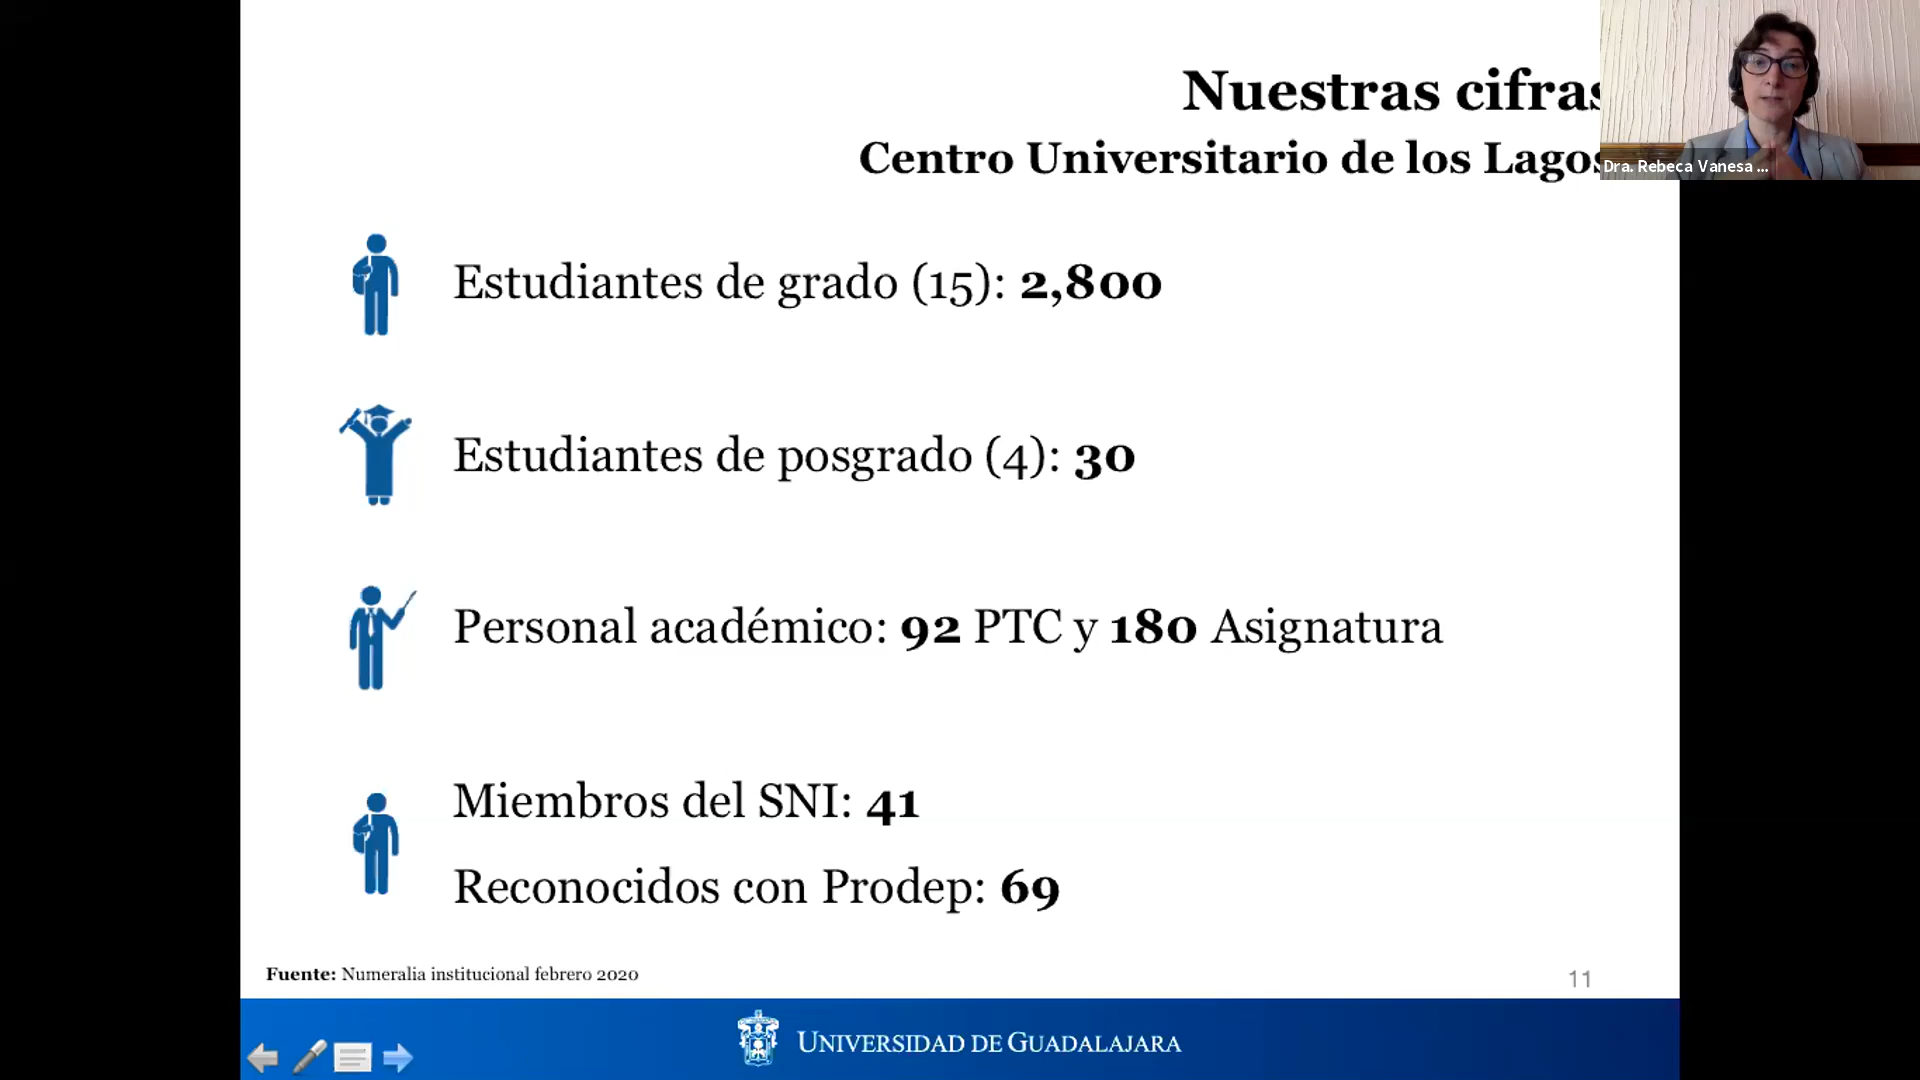 Nuestras cifras
Centro Universitario de los Lagos
Dra. Rebeca Vanesa ...
Estudiantes de grado (15): 2,800
Estudiantes de posgrado (4): 30
Personal académico: 92 PTC y 180 Asignatura
Miembros del SNI: 41
Reconocidos con Prodep: 69
Fuente: Numeralia institucional febrero 2020
11
UNIVERSIDAD DE GUADALAJARA